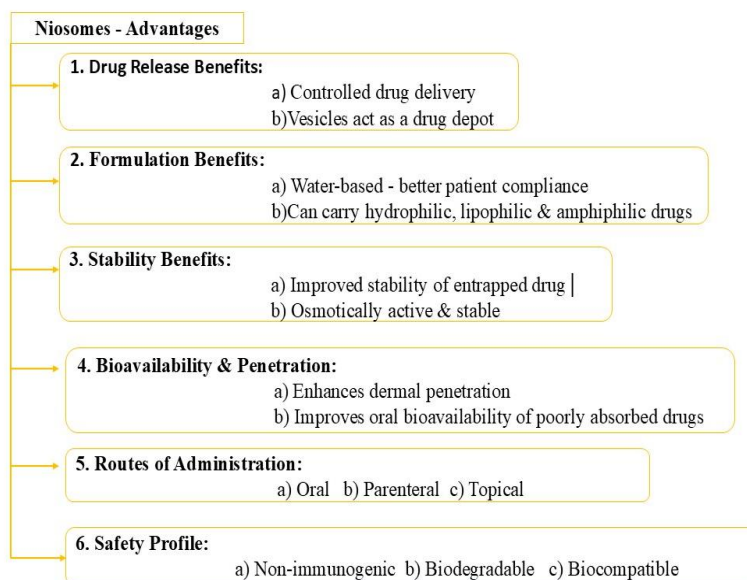 Niosomes - Advantages
1. Drug Release Benefits:
a) Controlled drug delivery
b)Vesicles act as a drug depot
2. Formulation Benefits:
a) Water-based - better patient compliance
b)Can carry hydrophilic, lipophilic & amphiphilic drugs
3. Stability Benefits:
a) Improved stability of entrapped drug |
b) Osmotically active & stable
4. Bioavailability & Penetration:
a) Enhances dermal penetration
b) Improves oral bioavailability of poorly absorbed drugs
5. Routes of Administration:
a) Oral b) Parenteral c) Topical
6. Safety Profile:
a) Non-immunogenic b) Biodegradable c) Biocompatible